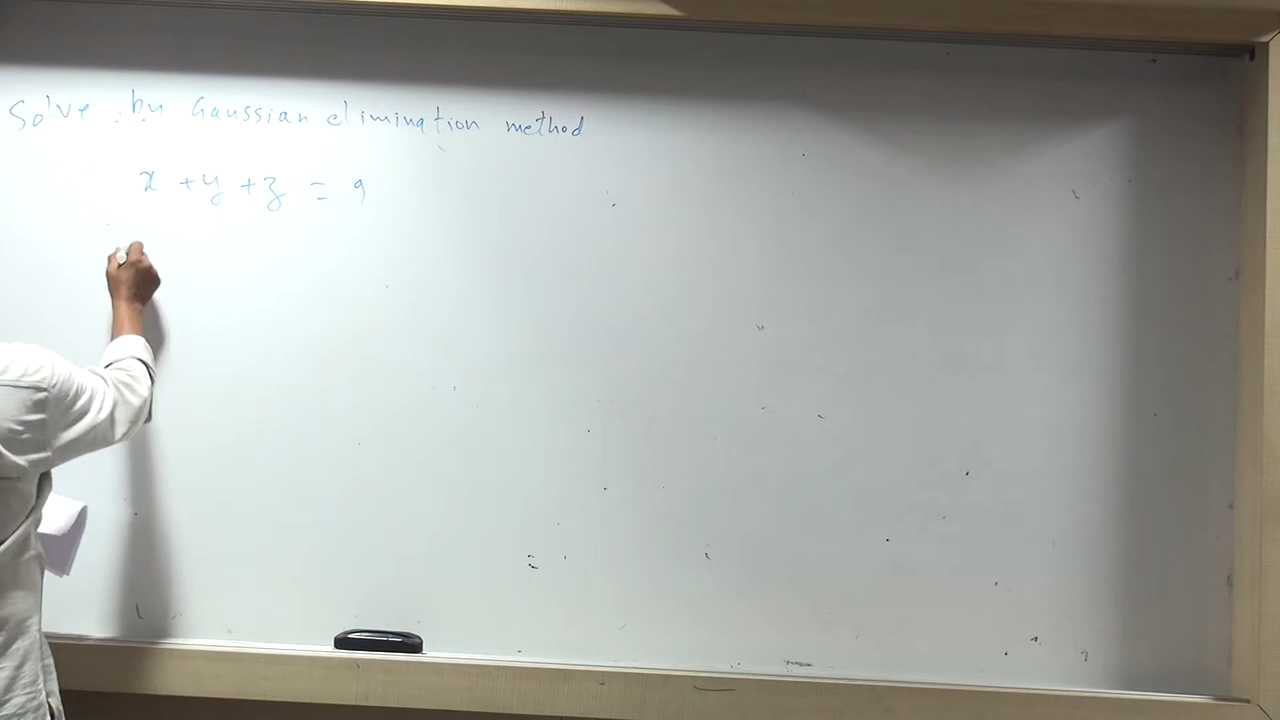 Solve by Gaussian elimination method
x + y + z = 9